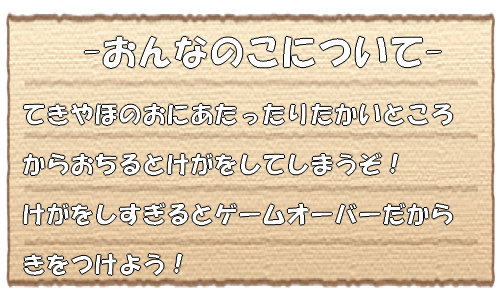 -おんなのこについて-
てきやほのおにあたったりたかいところ
からおちるとけがをしてしまうぞ！
けがをしすぎるとゲームオーバーだから
きをつけよう！